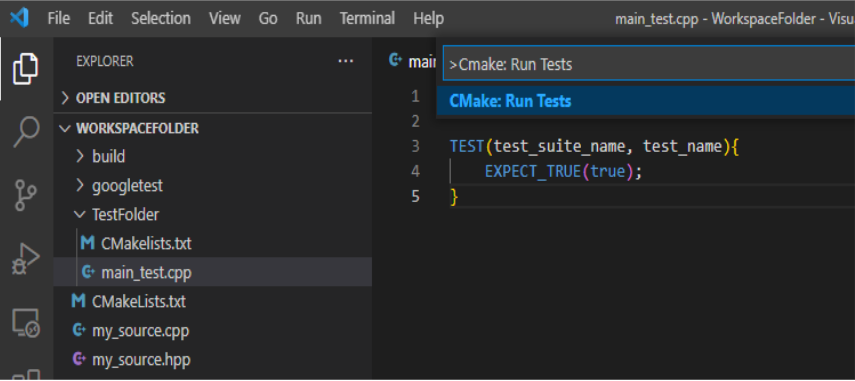 File Edit Selection View Go Run Terminal Help main_test.cpp - WorkspaceFolder - Visu
EXPLORER ...
OPEN EDITORS
WORKSPACEFOLDER
build
googletest
TestFolder
M CMakelists.txt
main_test.cpp
M CMakeLists.txt
my_source.cpp
my_source.hpp
mai
>Cmake: Run Tests
CMake: Run Tests
1
2
3 TEST(test_suite_name, test_name){
4 EXPECT_TRUE(true);
5 }